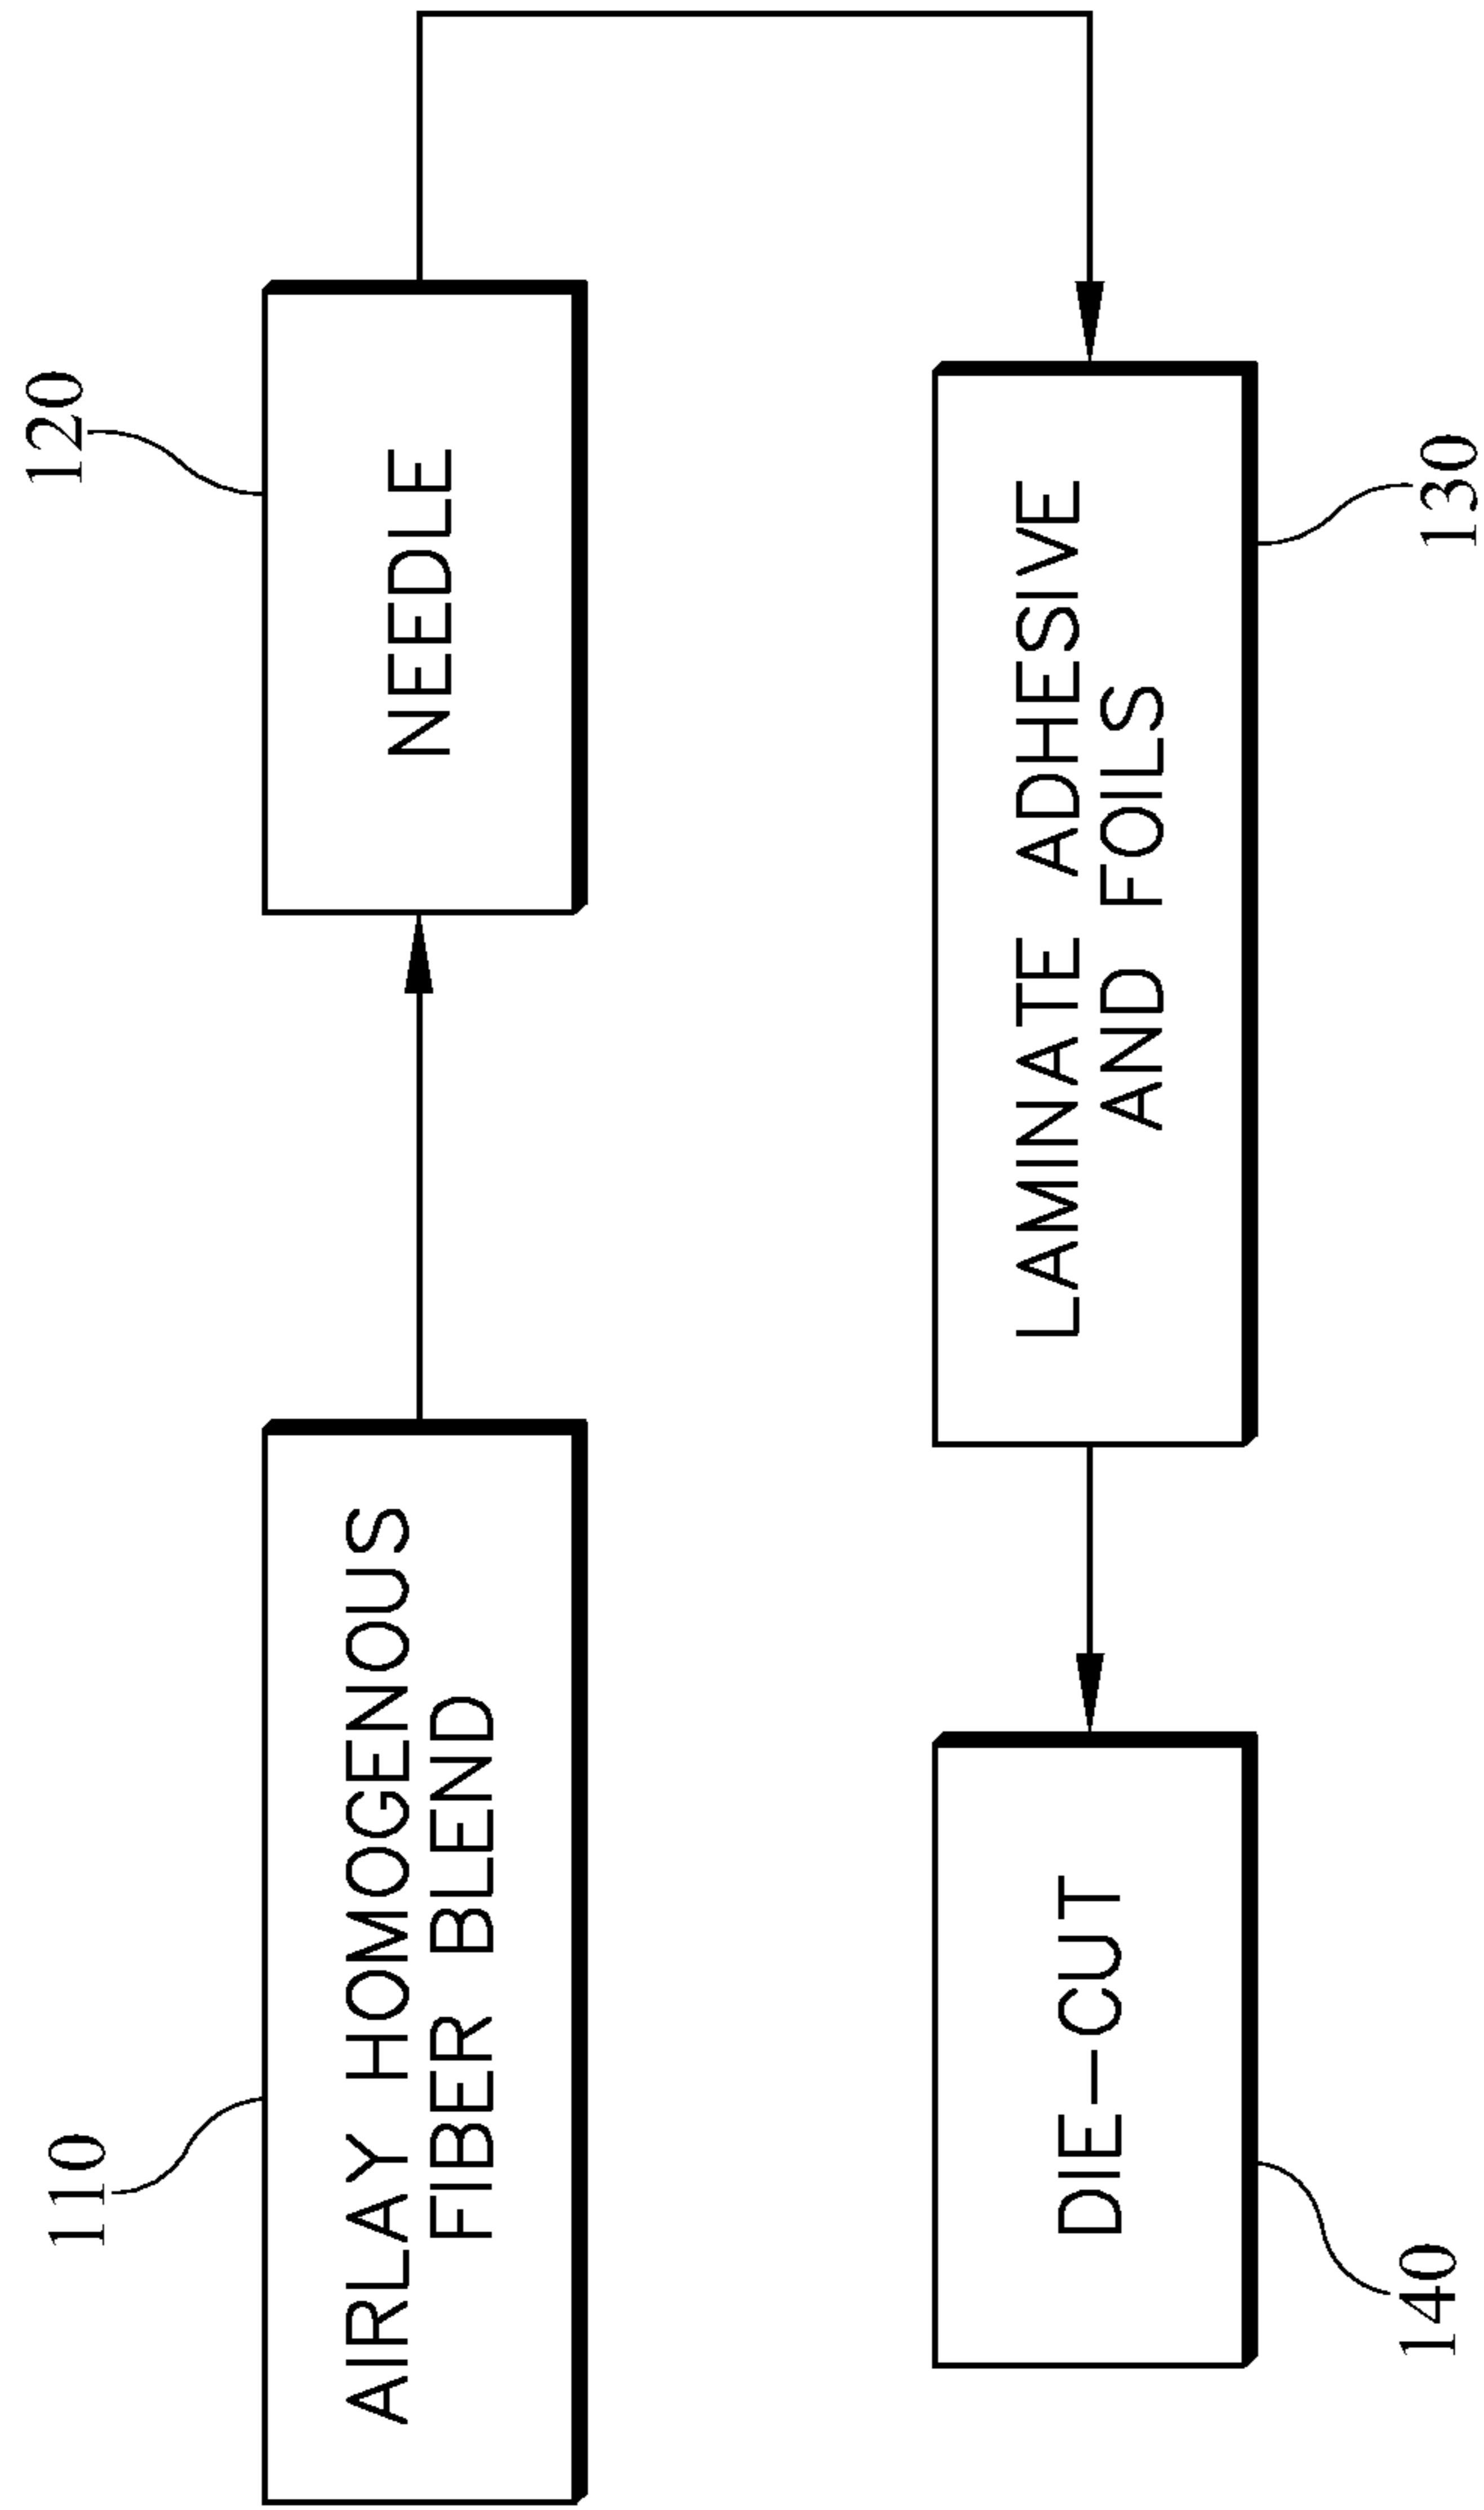 110
AIRLAY HOMOGENOUS
FIBER BLEND
120
NEEDLE
LAMINATE ADHESIVE
AND FOILS
130
DIE-CUT
140